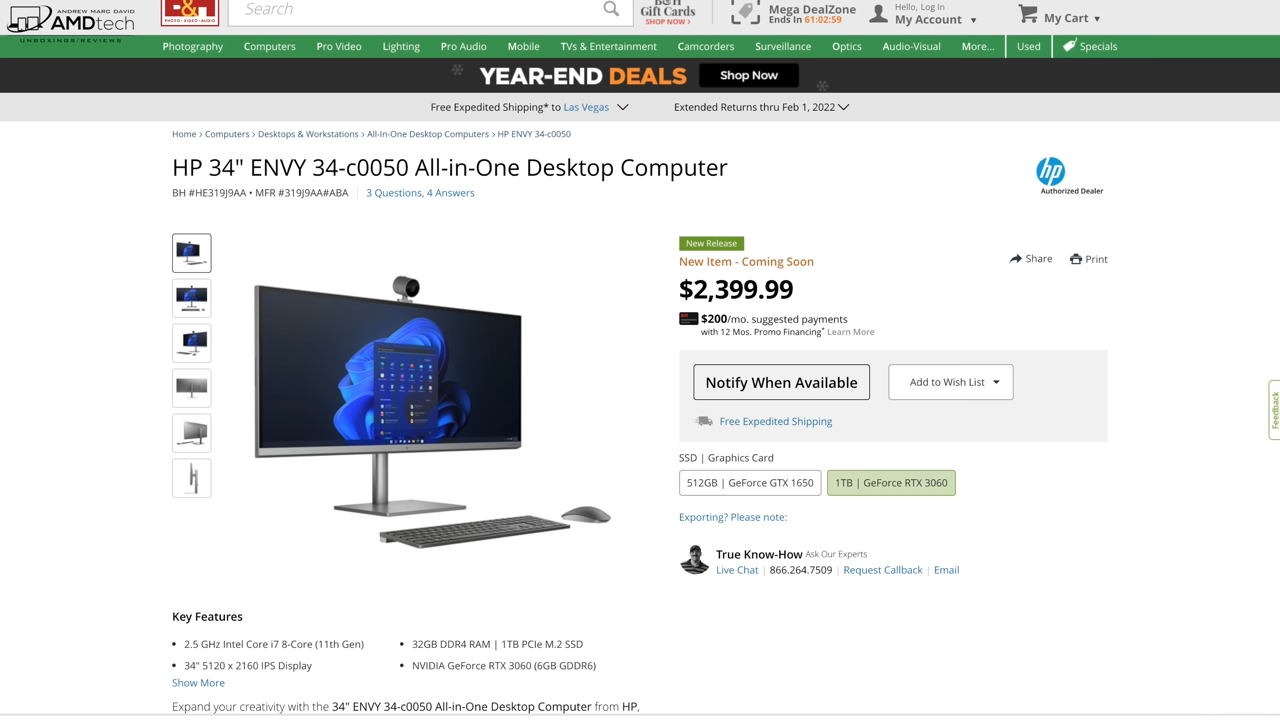 ANDREW MARC DAVID
AMDtech
UNBOXINGS/REVIEWS
B&H
PHOTO • VIDEO • AUDIO
Search
B&H
Gift Cards
SHOP NOW >
Mega DealZone
Ends In 61:02:59
Hello, Log In
My Account
My Cart
Photography
Computers
Pro Video
Lighting
Pro Audio
Mobile
TVs & Entertainment
Camcorders
Surveillance
Optics
Audio-Visual
More...
Used
Specials
YEAR-END DEALS
Shop Now
Free Expedited Shipping* to Las Vegas
Extended Returns thru Feb 1, 2022
Home > Computers > Desktops & Workstations > All-In-One Desktop Computers > HP ENVY 34-c0050
HP 34" ENVY 34-c0050 All-in-One Desktop Computer
BH #HE319J9AA • MFR #319J9AA#ABA
3 Questions, 4 Answers
hp
Authorized Dealer
New Release
New Item - Coming Soon
Share
Print
$2,399.99
$200/mo. suggested payments
with 12 Mos. Promo Financing* Learn More
Notify When Available
Add to Wish List
Free Expedited Shipping
Feedback
SSD | Graphics Card
512GB | GeForce GTX 1650
1TB | GeForce RTX 3060
Exporting? Please note:
True Know-How Ask Our Experts
Live Chat | 866.264.7509 | Request Callback | Email
Key Features
• 2.5 GHz Intel Core i7 8-Core (11th Gen)
• 32GB DDR4 RAM | 1TB PCIe M.2 SSD
• 34" 5120 x 2160 IPS Display
• NVIDIA GeForce RTX 3060 (6GB GDDR6)
Show More
Expand your creativity with the 34" ENVY 34-c0050 All-in-One Desktop Computer from HP,